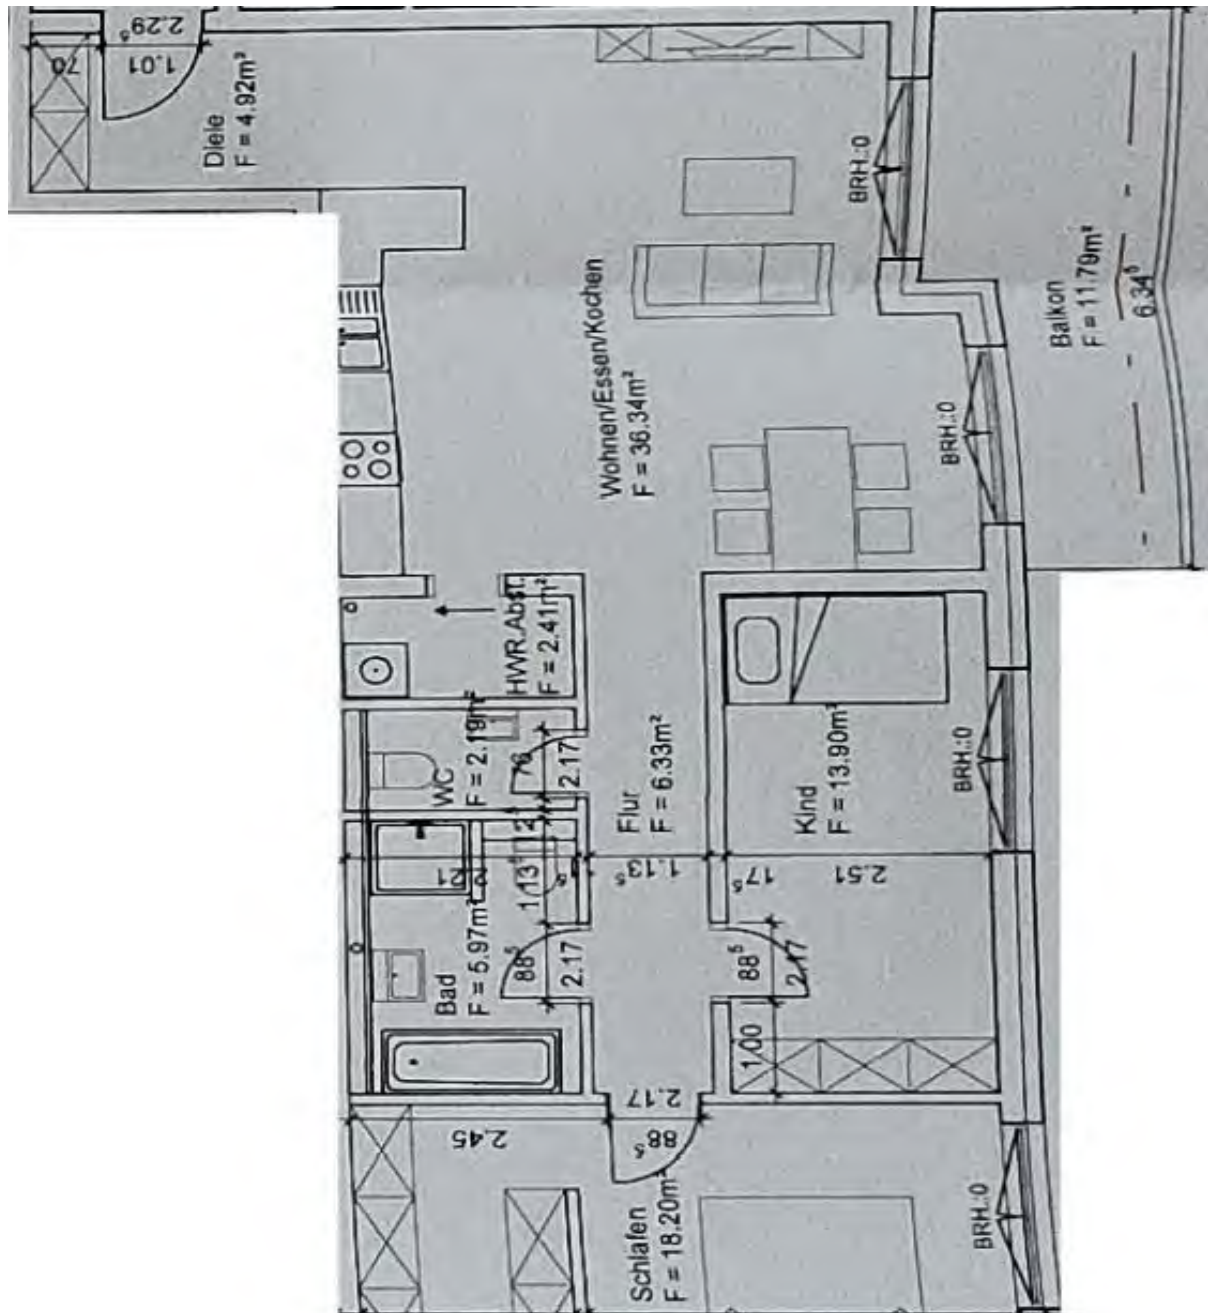 2.29⁵
70
1.01
Diele
F = 4.92m²
BRH.:0
Balkon
F = 11.79m²
6.34⁵
Wohnen/Essen/Kochen
F = 36.34m²
BRH.:0
HWR.Abst.
F = 2.41m²
WC
F = 2.19m²
76
2.17
Flur
F = 6.33m²
Kind
F = 13.90m²
BRH.:0
12
1.13⁵
2.21
1.13⁵
17⁵
2.51
Bad
F = 5.97m²
88⁵
2.17
88⁵
2.17
1.00
2.17
2.45
88⁵
Schlafen
F = 18.20m²
BRH.:0